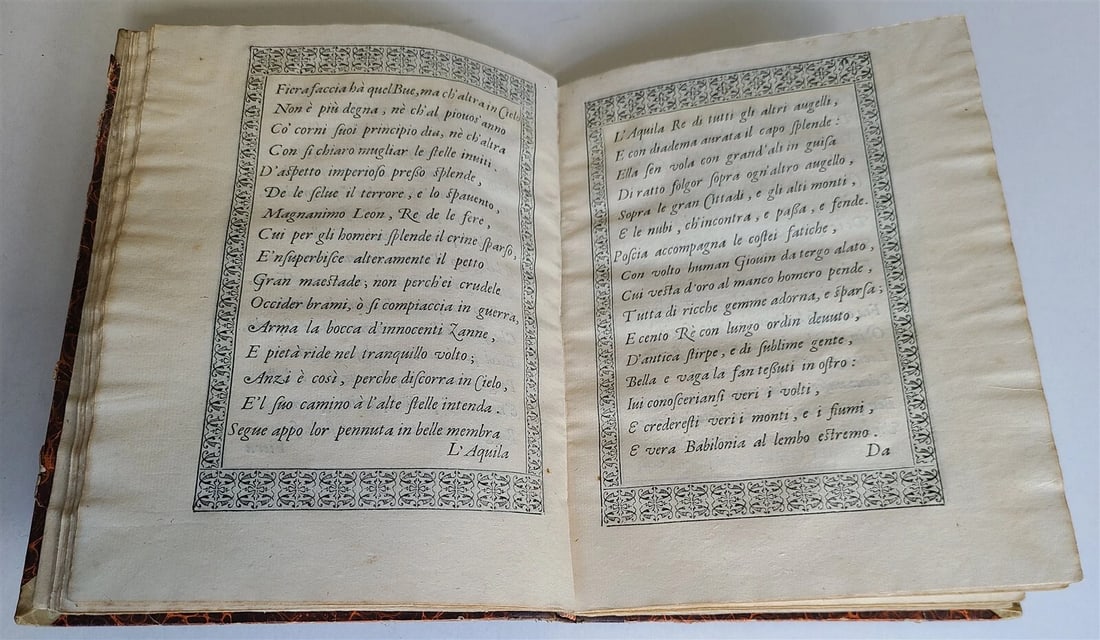 Fiera faccia hà quel Bue, ma ch'altra in Cielo
Non è più degna, nè ch'al piouos' anno
Co' corni suoi principio dia, nè ch'altra
Con sì chiaro mugliar le stelle inuiti.
D'aspetto imperioso presso splende,
De le selue il terrore, e lo spauento,
Magnanimo Leon, Re de le fere,
Cui per gli homeri splende il crine sparso,
E'nsuperbisce alteramente il petto
Gran maestade; non perch'ei crudele
Occider brami, ò si compiaccia in guerra,
Arma la bocca d'innocenti Zanne,
E pietà ride nel tranquillo volto;
Anzi è così, perche discorra in Cielo,
E'l suo camino à l'alte stelle intenda.
Segue appo lor pennuta in belle membra
L'Aquila
L'Aquila Re di tutti gli altri augelli,
E con diadema aurata il capo splende:
Ella sen vola con grand'ali in guisa
Di ratto folgor sopra ogn'altro augello,
Sopra le gran Cittadi, e gli alti monti,
E le nubi, ch'incontra, e passa, e fende.
Poscia accompagna le costei fatiche,
Con volto human Giouin da tergo alato,
Cui vesta d'oro al manco homero pende,
Tutta di ricche gemme adorna, e sparsa;
E cento Rè con lungo ordin deuuto,
D'antica stirpe, e di sublime gente,
Bella e vaga la fan tessuti in ostro:
Iui conosceriansi veri i volti,
E crederesti veri i monti, e i fiumi,
E vera Babilonia al lembo estremo.
Da